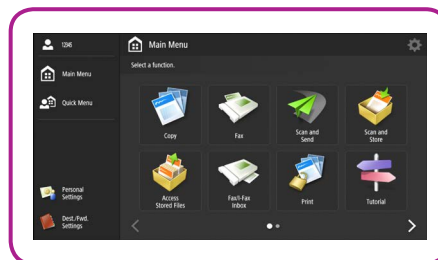 12345
Main Menu
Quick Menu
Personal
Settings
Dest./Fwd.
Settings
Main Menu
Select a function.
Copy
Fax
Scan and
Send
Scan and
Store
Access
Stored Files
Fax/I-Fax
Inbox
Print
Tutorial